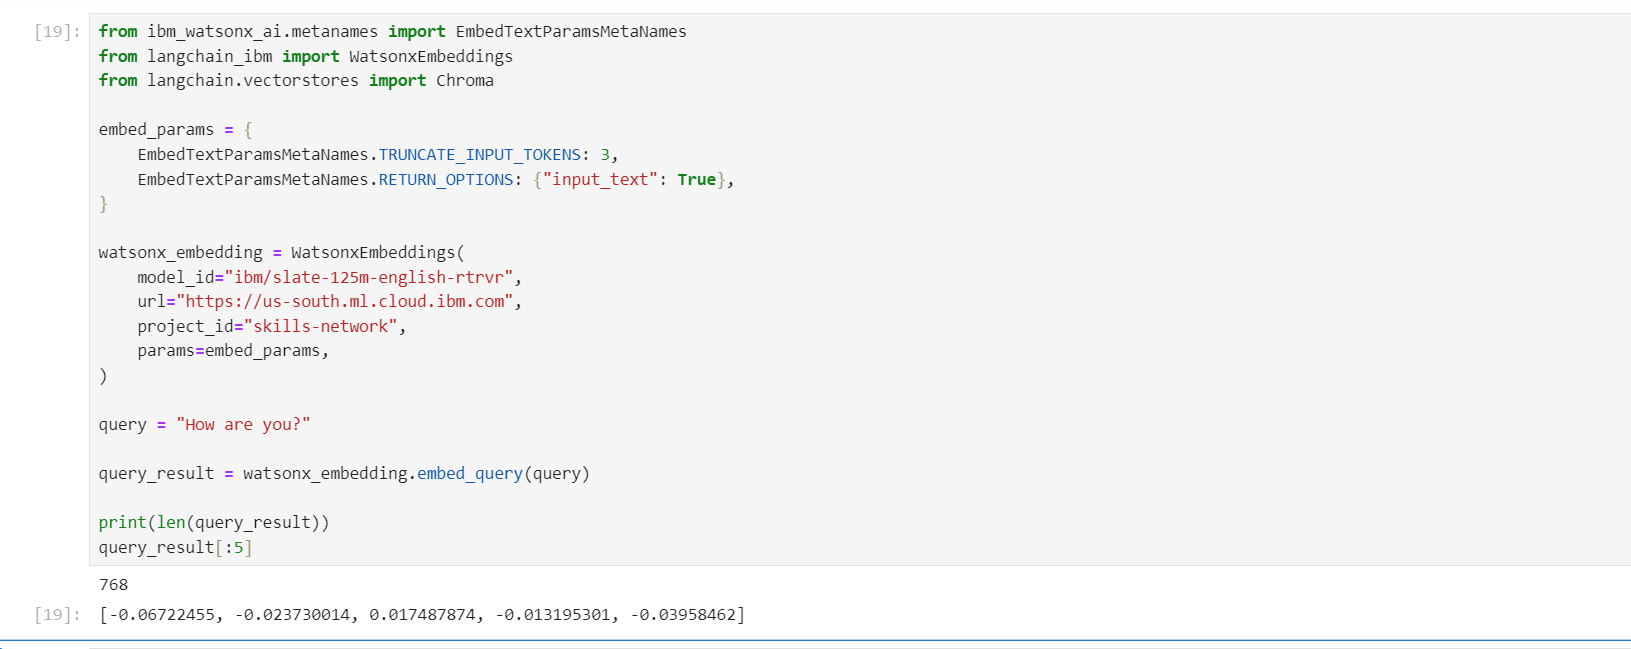 [19]: from ibm_watsonx_ai.metanames import EmbedTextParamsMetaNames
from langchain_ibm import WatsonxEmbeddings
from langchain.vectorstores import Chroma

embed_params = {
    EmbedTextParamsMetaNames.TRUNCATE_INPUT_TOKENS: 3,
    EmbedTextParamsMetaNames.RETURN_OPTIONS: {"input_text": True},
}

watsonx_embedding = WatsonxEmbeddings(
    model_id="ibm/slate-125m-english-rtrvr",
    url="https://us-south.ml.cloud.ibm.com",
    project_id="skills-network",
    params=embed_params,
)

query = "How are you?"

query_result = watsonx_embedding.embed_query(query)

print(len(query_result))
query_result[:5]
768
[19]: [-0.06722455, -0.023730014, 0.017487874, -0.013195301, -0.03958462]